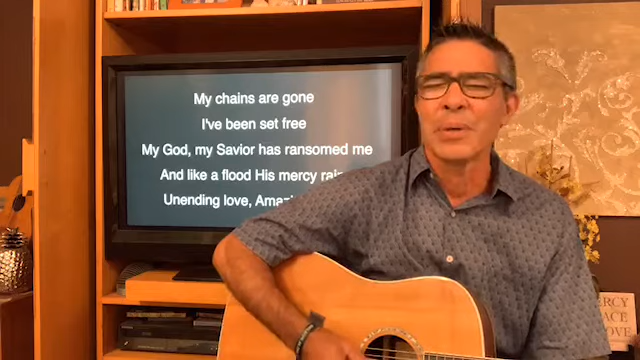 My chains are gone
I've been set free
My God, my Savior has ransomed me
And like a flood His mercy
Unending love,